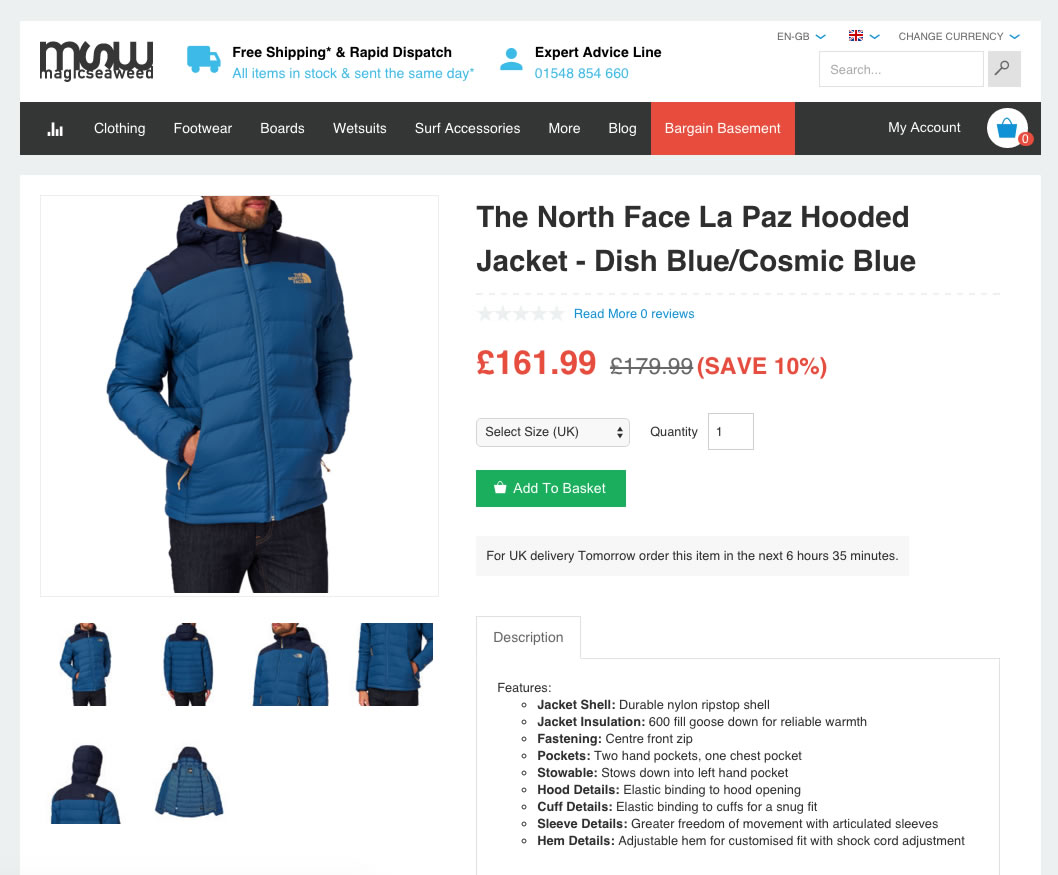 msw
magicseaweed
Free Shipping* & Rapid Dispatch
All items in stock & sent the same day*
Expert Advice Line
01548 854 660
EN-GB
CHANGE CURRENCY
Search...
Clothing
Footwear
Boards
Wetsuits
Surf Accessories
More
Blog
Bargain Basement
My Account
0
THE
NORTH
FACE
The North Face La Paz Hooded
Jacket - Dish Blue/Cosmic Blue
Read More 0 reviews
£161.99 £179.99 (SAVE 10%)
Select Size (UK)
Quantity
1
Add To Basket
For UK delivery Tomorrow order this item in the next 6 hours 35 minutes.
Description
Features:
Jacket Shell: Durable nylon ripstop shell
Jacket Insulation: 600 fill goose down for reliable warmth
Fastening: Centre front zip
Pockets: Two hand pockets, one chest pocket
Stowable: Stows down into left hand pocket
Hood Details: Elastic binding to hood opening
Cuff Details: Elastic binding to cuffs for a snug fit
Sleeve Details: Greater freedom of movement with articulated sleeves
Hem Details: Adjustable hem for customised fit with shock cord adjustment